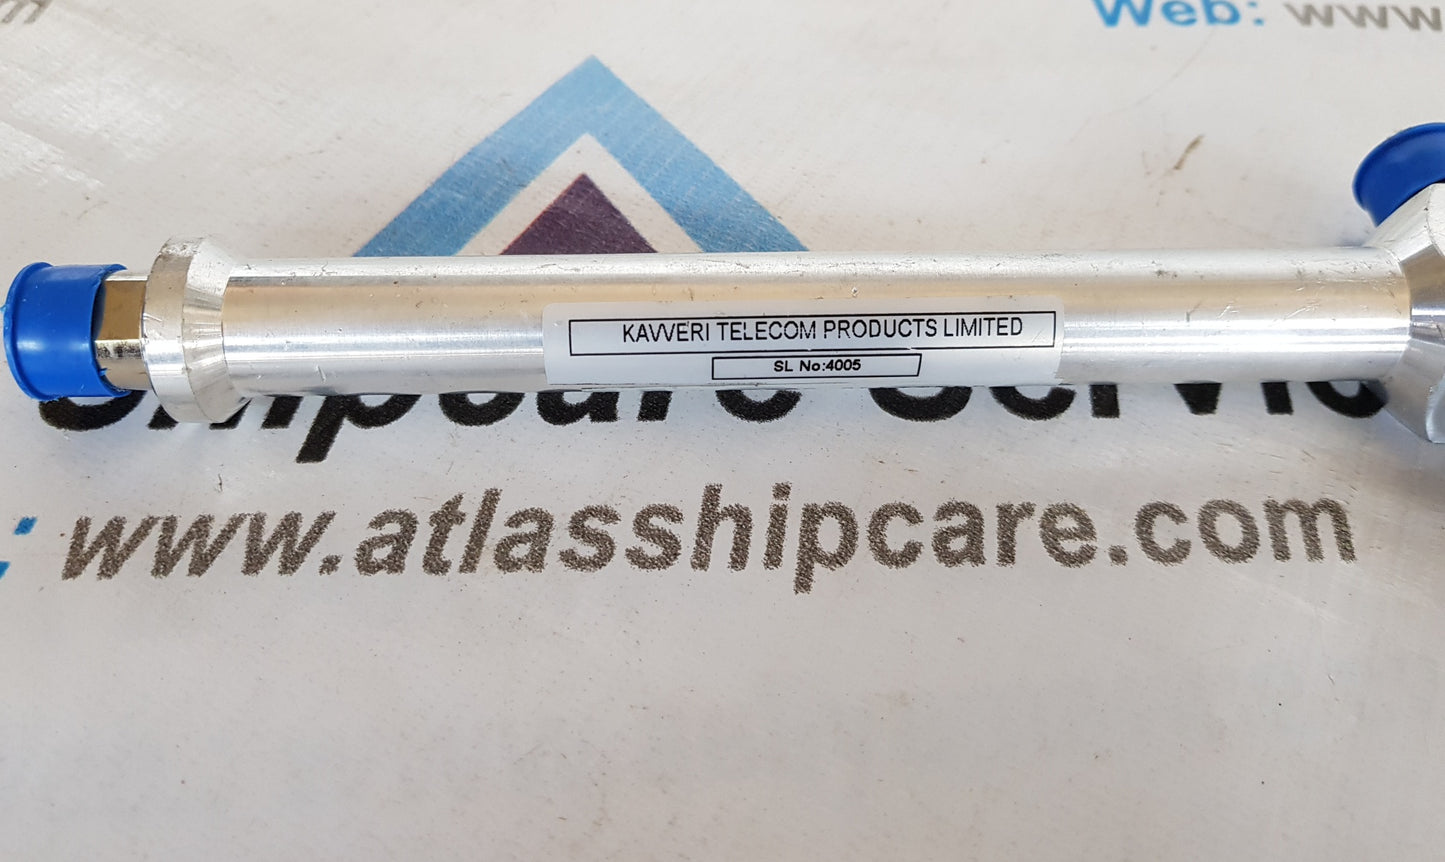 Web: www.
KAVVERI TELECOM PRODUCTS LIMITED
SL No:4005
www.atlasshipcare.com